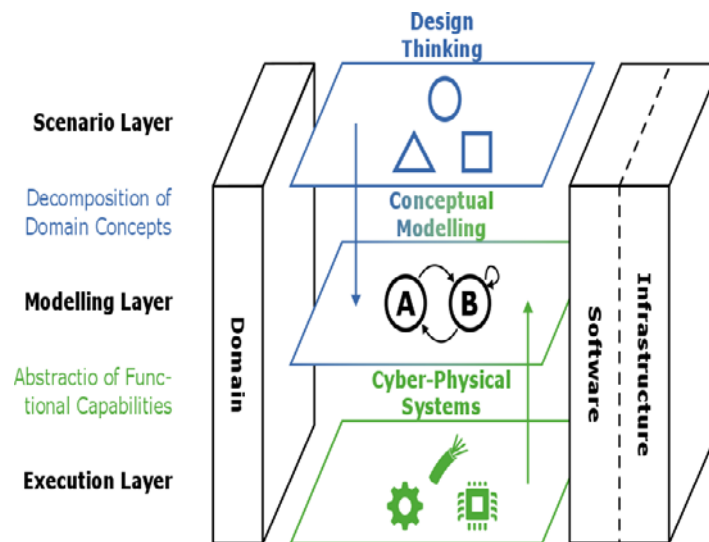 Design
Thinking
Scenario Layer
Decomposition of
Domain Concepts
Conceptual
Modelling
Modelling Layer
A
B
Domain
Software
Infrastructure
Abstractio of Func-
tional Capabilities
Cyber-Physical
Systems
Execution Layer